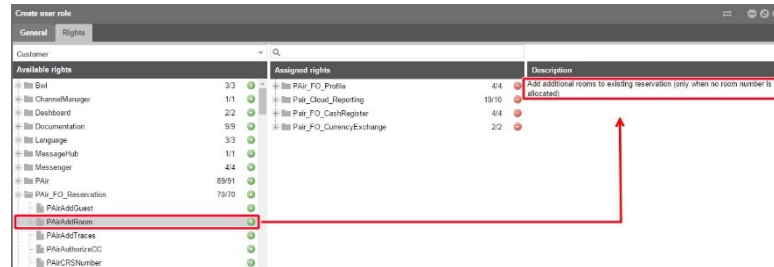 Create user role
General Rights
Customer
Available rights Assigned rights Description
Bwi 3/3 PAir_FO_Profile 4/4 Add additional rooms to existing reservation (only when no room number is
allocated)
ChannelManager 1/1 Pair_Cloud_Reporting 10/10
Dashboard 2/2 Pair_FO_CashRegister 4/4
Documentation 9/9 Pair_FO_CurrencyExchange 2/2
Language 3/3
MessageHub 1/1
Messenger 4/4
PAir 89/91
PAir_FO_Reservation 70/70
PAirAddGuest
PAirAddRoom
PAirAddTraces
PAirAuthorizeCC
PAirCRSNumber